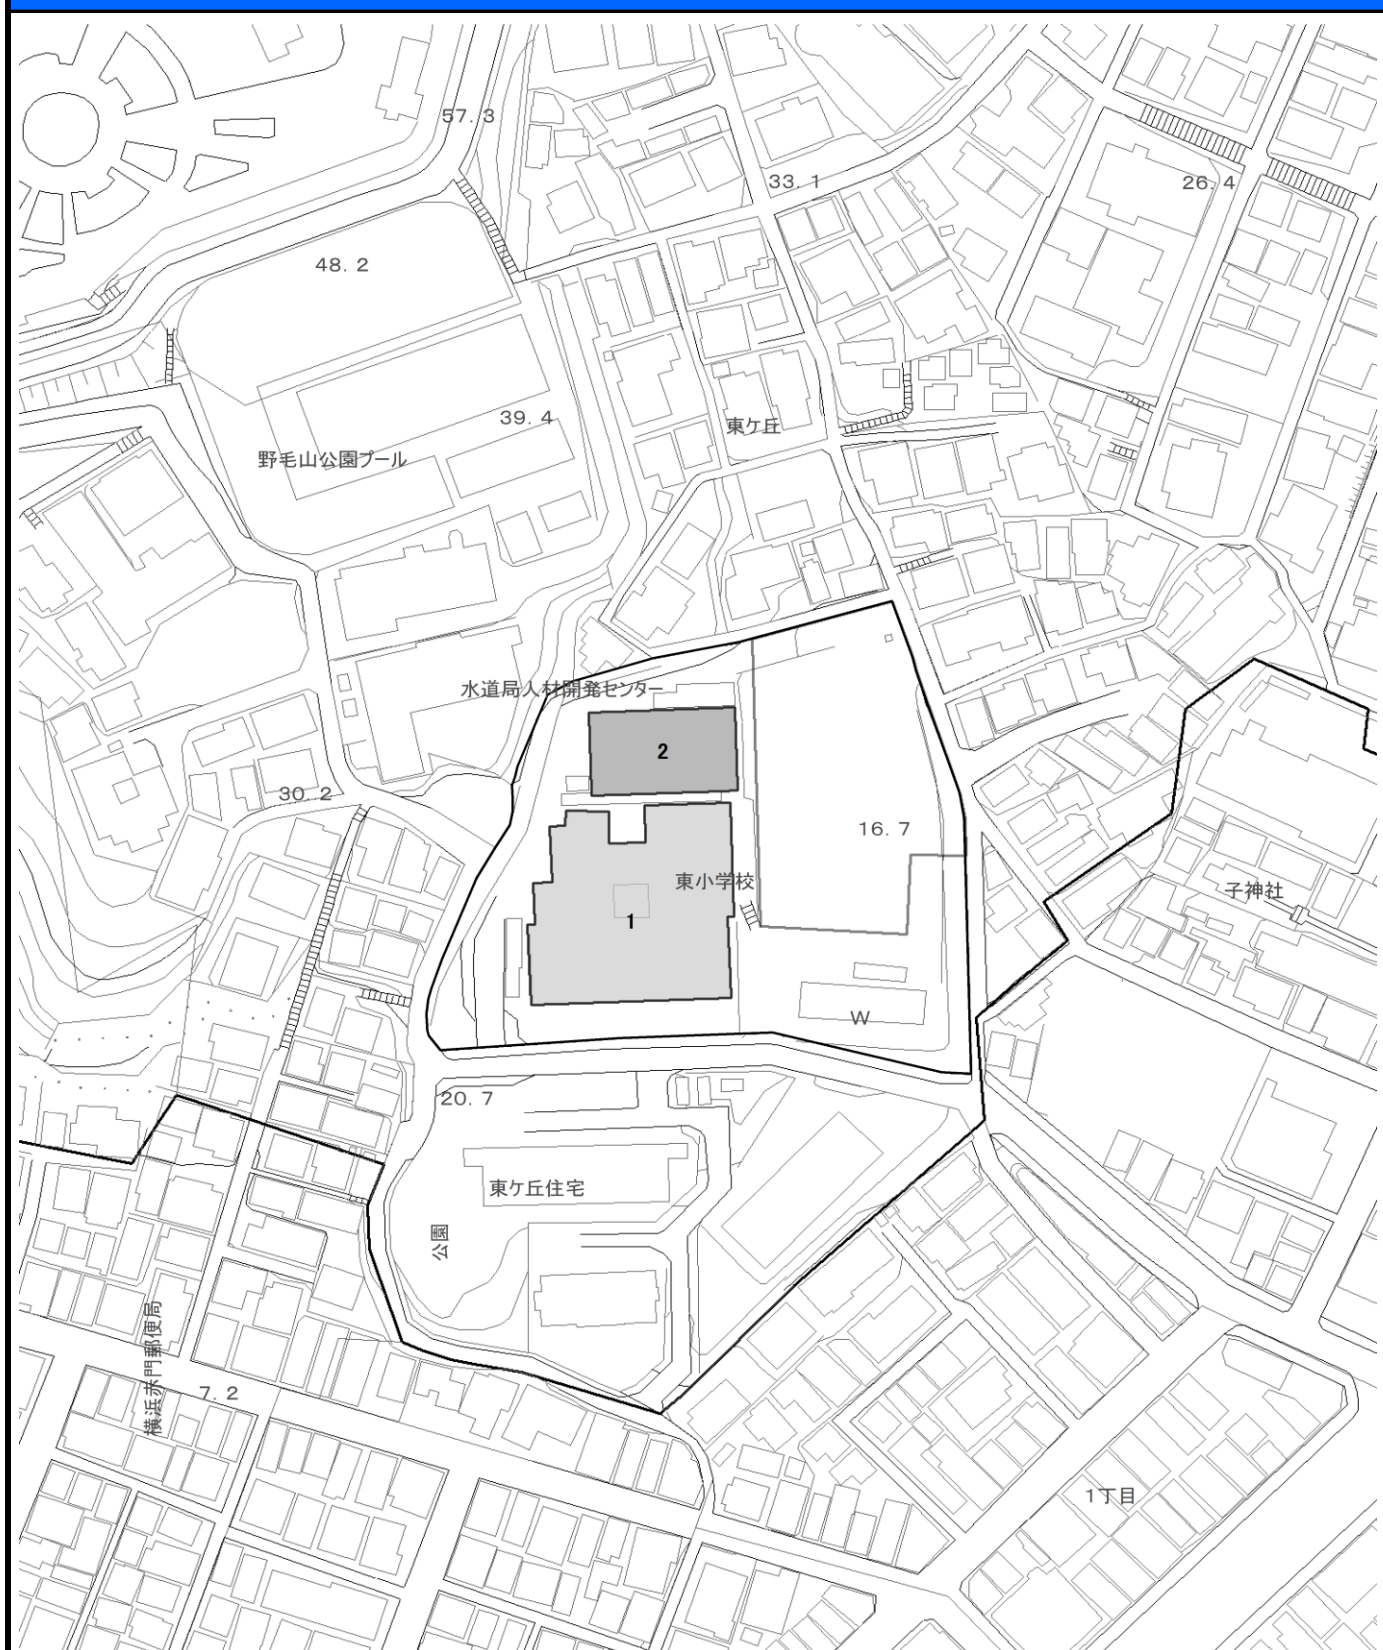 57.3
33.1
26.4
48.2
39.4
東ケ丘
野毛山公園プール
水道局人材開発センター
2
30.2
16.7
東小学校
子神社
1
W
20.7
東ケ丘住宅
公園
横浜赤門郵便局
7.2
1丁目